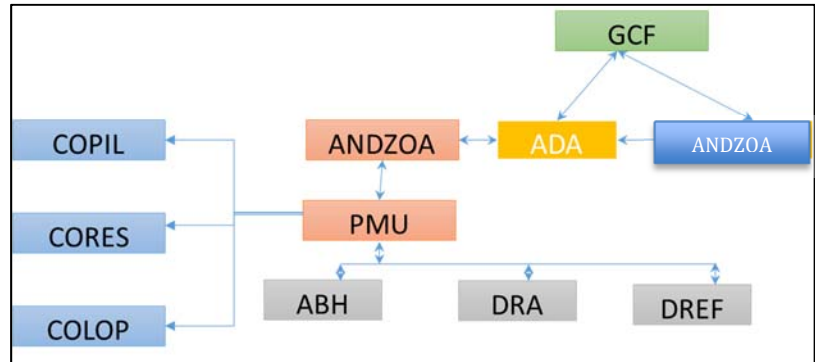 GCF
COPIL
ANDZOA
ADA
ANDZOA
CORES
PMU
ABH
DRA
DREF
COLOP